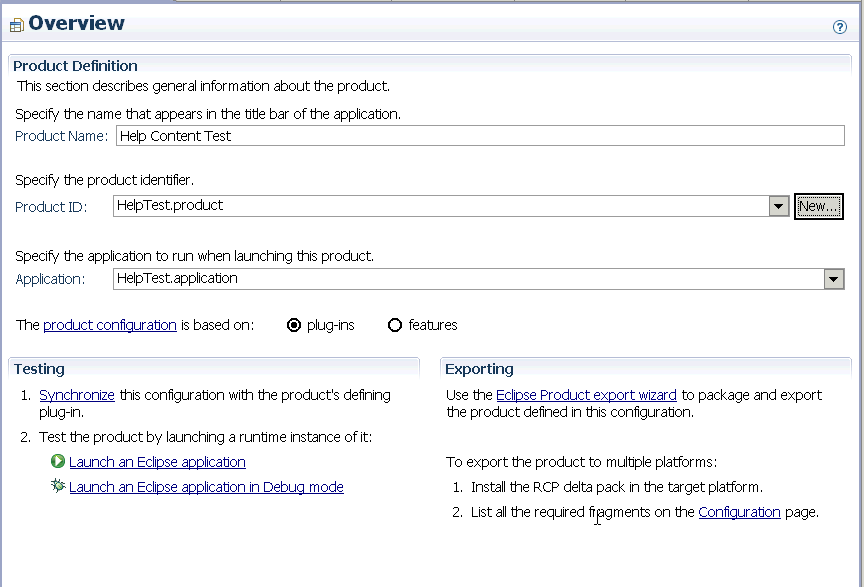 Overview
Product Definition
This section describes general information about the product.
Specify the name that appears in the title bar of the application.
Product Name: Help Content Test
Specify the product identifier.
Product ID: HelpTest.product New...
Specify the application to run when launching this product.
Application: HelpTest.application
The product configuration is based on: plug-ins features
Testing
1. Synchronize this configuration with the product's defining
plug-in.
2. Test the product by launching a runtime instance of it:
Launch an Eclipse application
Launch an Eclipse application in Debug mode
Exporting
Use the Eclipse Product export wizard to package and export
the product defined in this configuration.
To export the product to multiple platforms:
1. Install the RCP delta pack in the target platform.
2. List all the required fragments on the Configuration page.